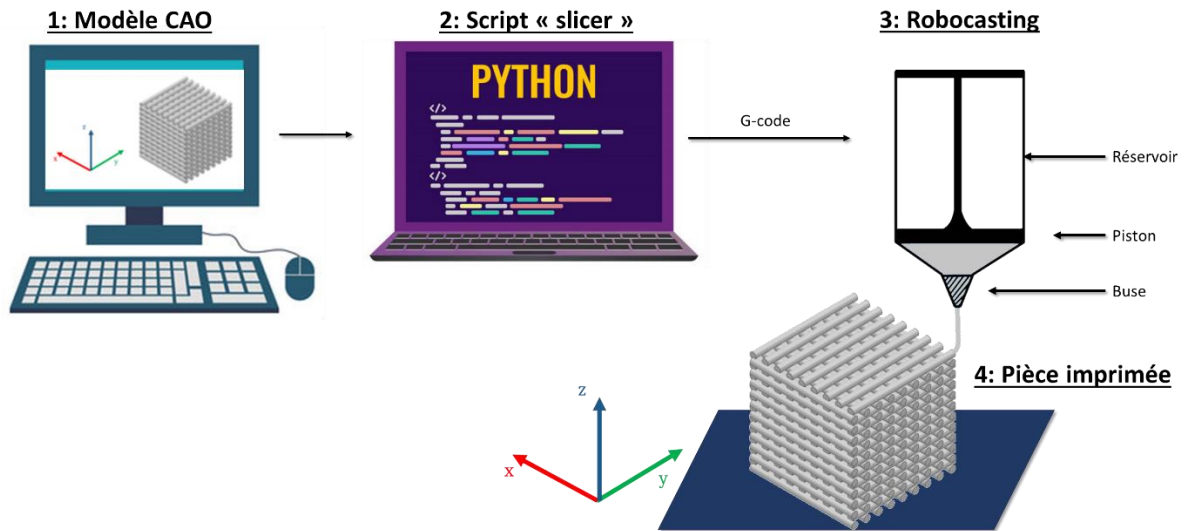 1: Modèle CAO
2: Script « slicer »
3: Robocasting
z
x
y
PYTHON
</>
</>
G-code
Réservoir
Piston
Buse
4: Pièce imprimée
z
x
y